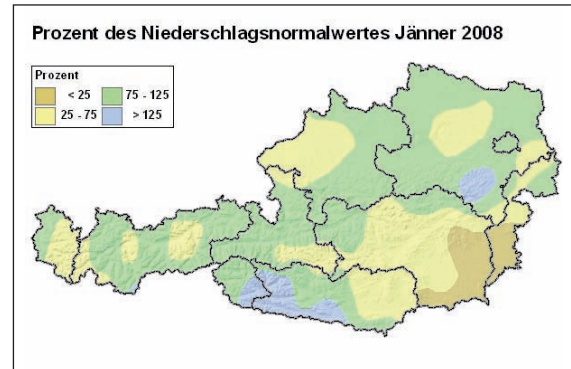 Prozent des Niederschlagsnormalwertes Jänner 2008
Prozent
< 25
75 - 125
25 - 75
> 125